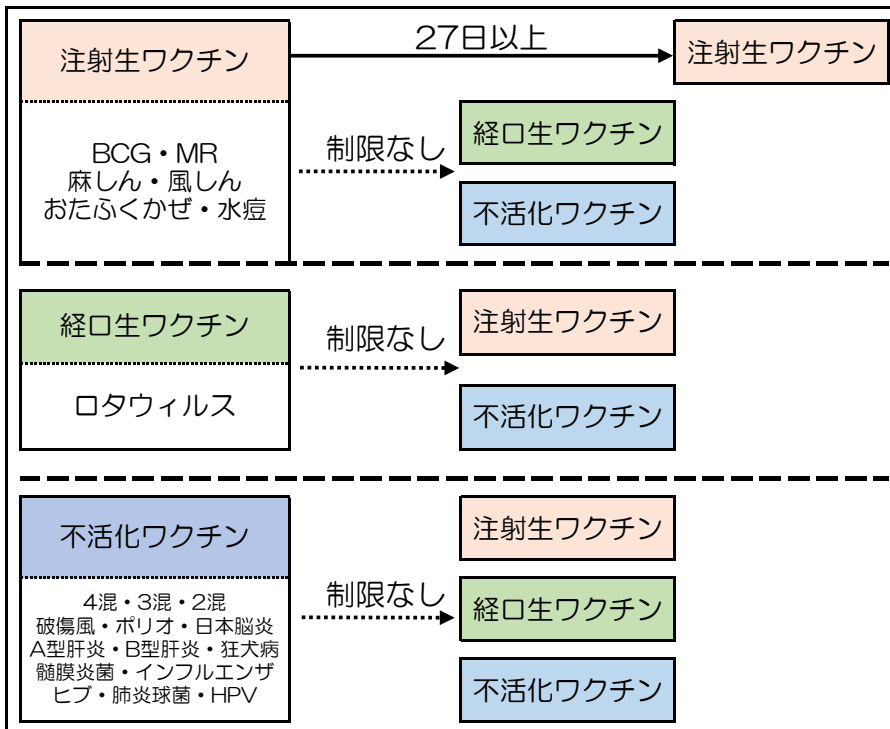 注射生ワクチン
27日以上
注射生ワクチン
BCG・MR
麻しん・風しん
おたふくかぜ・水痘
制限なし
経口生ワクチン
不活化ワクチン
経口生ワクチン
ロタウィルス
制限なし
注射生ワクチン
不活化ワクチン
不活化ワクチン
4混・3混・2混
破傷風・ポリオ・日本脳炎
A型肝炎・B型肝炎・狂犬病
髄膜炎菌・インフルエンザ
ヒブ・肺炎球菌・HPV
制限なし
注射生ワクチン
経口生ワクチン
不活化ワクチン